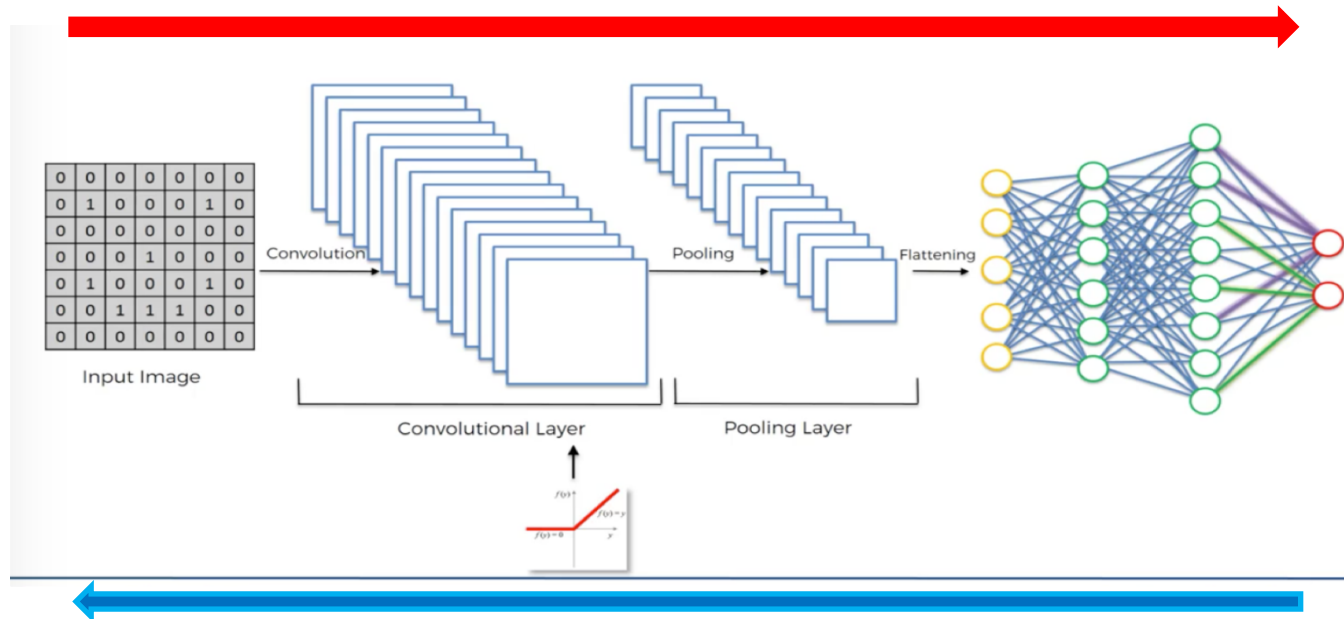 0 0 0 0 0 0 0
0 1 0 0 0 1 0
0 0 0 0 0 0 0
0 0 0 1 0 0 0
0 1 0 0 0 1 0
0 0 1 1 1 0 0
0 0 0 0 0 0 0
Input Image
Convolution
Convolutional Layer
Pooling
Pooling Layer
Flattening
f(y)
f(y)=y
f(y)=0
y